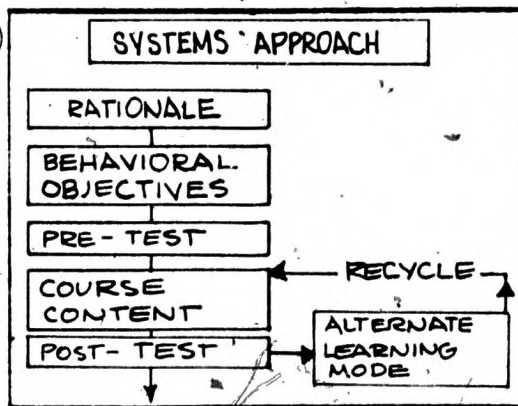 SYSTEMS APPROACH
RATIONALE
BEHAVIORAL
OBJECTIVES
PRE-TEST
COURSE
CONTENT
RECYCLE
POST-TEST
ALTERNATE
LEARNING
MODE